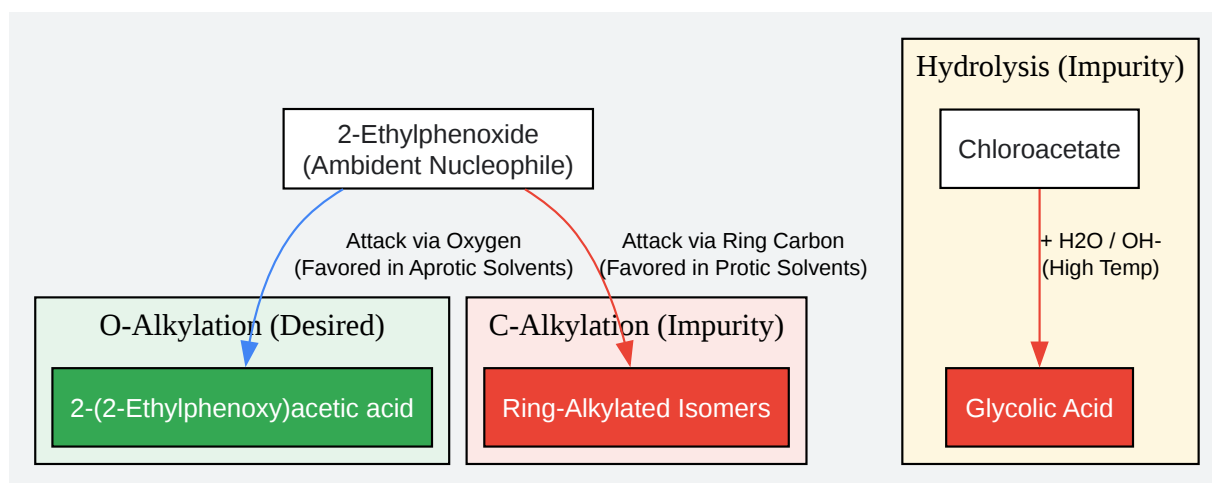 Hydrolysis (Impurity)
2-Ethylphenoxide
(Ambident Nucleophile)
Chloroacetate
Attack via Oxygen
(Favored in Aprotic Solvents)
Attack via Ring Carbon
(Favored in Protic Solvents)
+ H2O / OH-
(High Temp)
O-Alkylation (Desired)
C-Alkylation (Impurity)
2-(2-Ethylphenoxy)acetic acid
Ring-Alkylated Isomers
Glycolic Acid